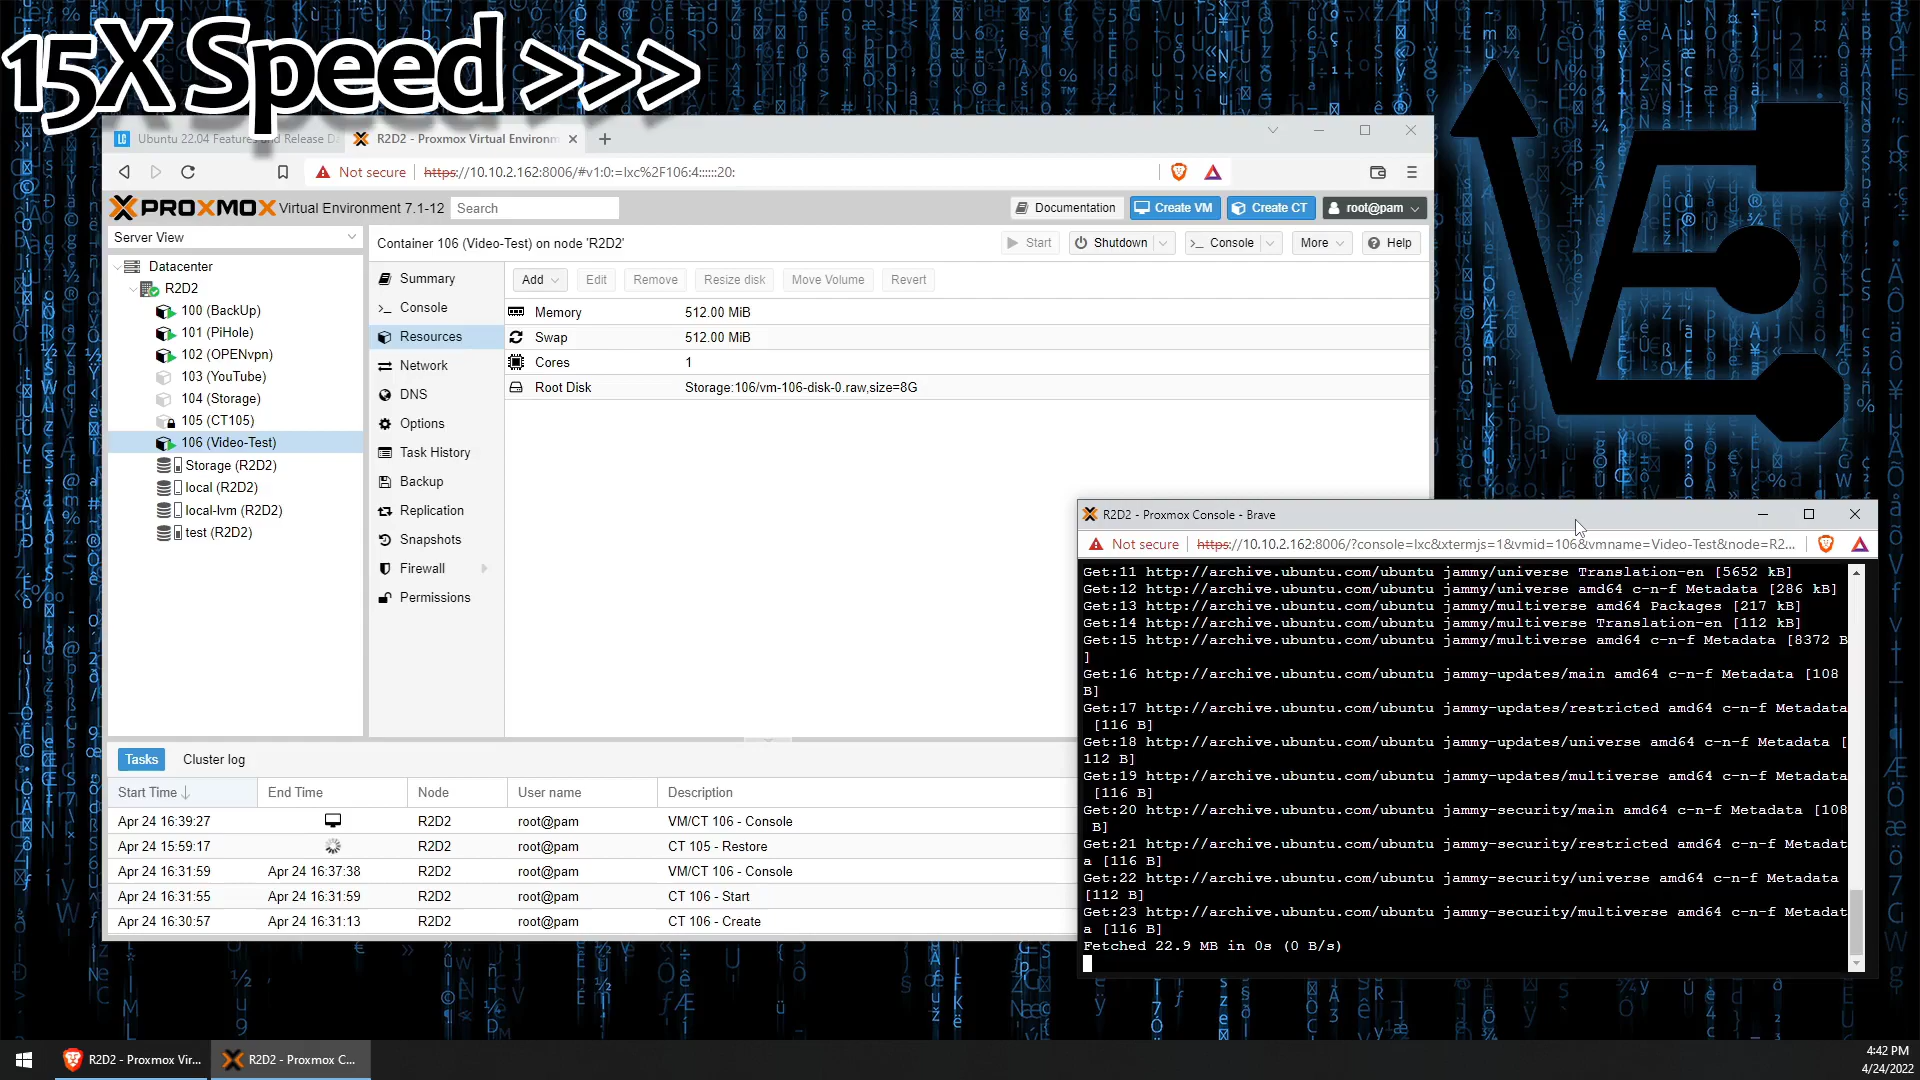 15X Speed >>>
Ubuntu 22.04 Features and Release Da
R2D2 - Proxmox Virtual Environm
Not secure
https://10.10.2.162:8006/#v1:0:=lxc%2F106:4::::::20:
PROXMOX Virtual Environment 7.1-12
Search
Documentation
Create VM
Create CT
root@pam
Server View
Datacenter
R2D2
100 (BackUp)
101 (PiHole)
102 (OPENvpn)
103 (YouTube)
104 (Storage)
105 (CT105)
106 (Video-Test)
Storage (R2D2)
local (R2D2)
local-lvm (R2D2)
test (R2D2)
Container 106 (Video-Test) on node 'R2D2'
Start
Shutdown
Console
More
Help
Summary
Console
Resources
Network
DNS
Options
Task History
Backup
Replication
Snapshots
Firewall
Permissions
Add
Edit
Remove
Resize disk
Move Volume
Revert
Memory 512.00 MiB
Swap 512.00 MiB
Cores 1
Root Disk Storage:106/vm-106-disk-0.raw,size=8G
Tasks
Cluster log
Start Time End Time Node User name Description
Apr 24 16:39:27 R2D2 root@pam VM/CT 106 - Console
Apr 24 15:59:17 R2D2 root@pam CT 105 - Restore
Apr 24 16:31:59 Apr 24 16:37:38 R2D2 root@pam VM/CT 106 - Console
Apr 24 16:31:55 Apr 24 16:31:59 R2D2 root@pam CT 106 - Start
Apr 24 16:30:57 Apr 24 16:31:13 R2D2 root@pam CT 106 - Create
R2D2 - Proxmox Console - Brave
Not secure
https://10.10.2.162:8006/?console=lxc&xtermjs=1&vmid=106&vmname=Video-Test&node=R2...
Get:11 http://archive.ubuntu.com/ubuntu jammy/universe Translation-en [5652 kB]
Get:12 http://archive.ubuntu.com/ubuntu jammy/universe amd64 c-n-f Metadata [286 kB]
Get:13 http://archive.ubuntu.com/ubuntu jammy/multiverse amd64 Packages [217 kB]
Get:14 http://archive.ubuntu.com/ubuntu jammy/multiverse Translation-en [112 kB]
Get:15 http://archive.ubuntu.com/ubuntu jammy/multiverse amd64 c-n-f Metadata [8372 B
]
Get:16 http://archive.ubuntu.com/ubuntu jammy-updates/main amd64 c-n-f Metadata [108
B]
Get:17 http://archive.ubuntu.com/ubuntu jammy-updates/restricted amd64 c-n-f Metadata
[116 B]
Get:18 http://archive.ubuntu.com/ubuntu jammy-updates/universe amd64 c-n-f Metadata [
112 B]
Get:19 http://archive.ubuntu.com/ubuntu jammy-updates/multiverse amd64 c-n-f Metadata
[116 B]
Get:20 http://archive.ubuntu.com/ubuntu jammy-security/main amd64 c-n-f Metadata [108
B]
Get:21 http://archive.ubuntu.com/ubuntu jammy-security/restricted amd64 c-n-f Metadat
a [116 B]
Get:22 http://archive.ubuntu.com/ubuntu jammy-security/universe amd64 c-n-f Metadata
[112 B]
Get:23 http://archive.ubuntu.com/ubuntu jammy-security/multiverse amd64 c-n-f Metadat
a [116 B]
Fetched 22.9 MB in 0s (0 B/s)
R2D2 - Proxmox Vir...
R2D2 - Proxmox C...
4:42 PM
4/24/2022